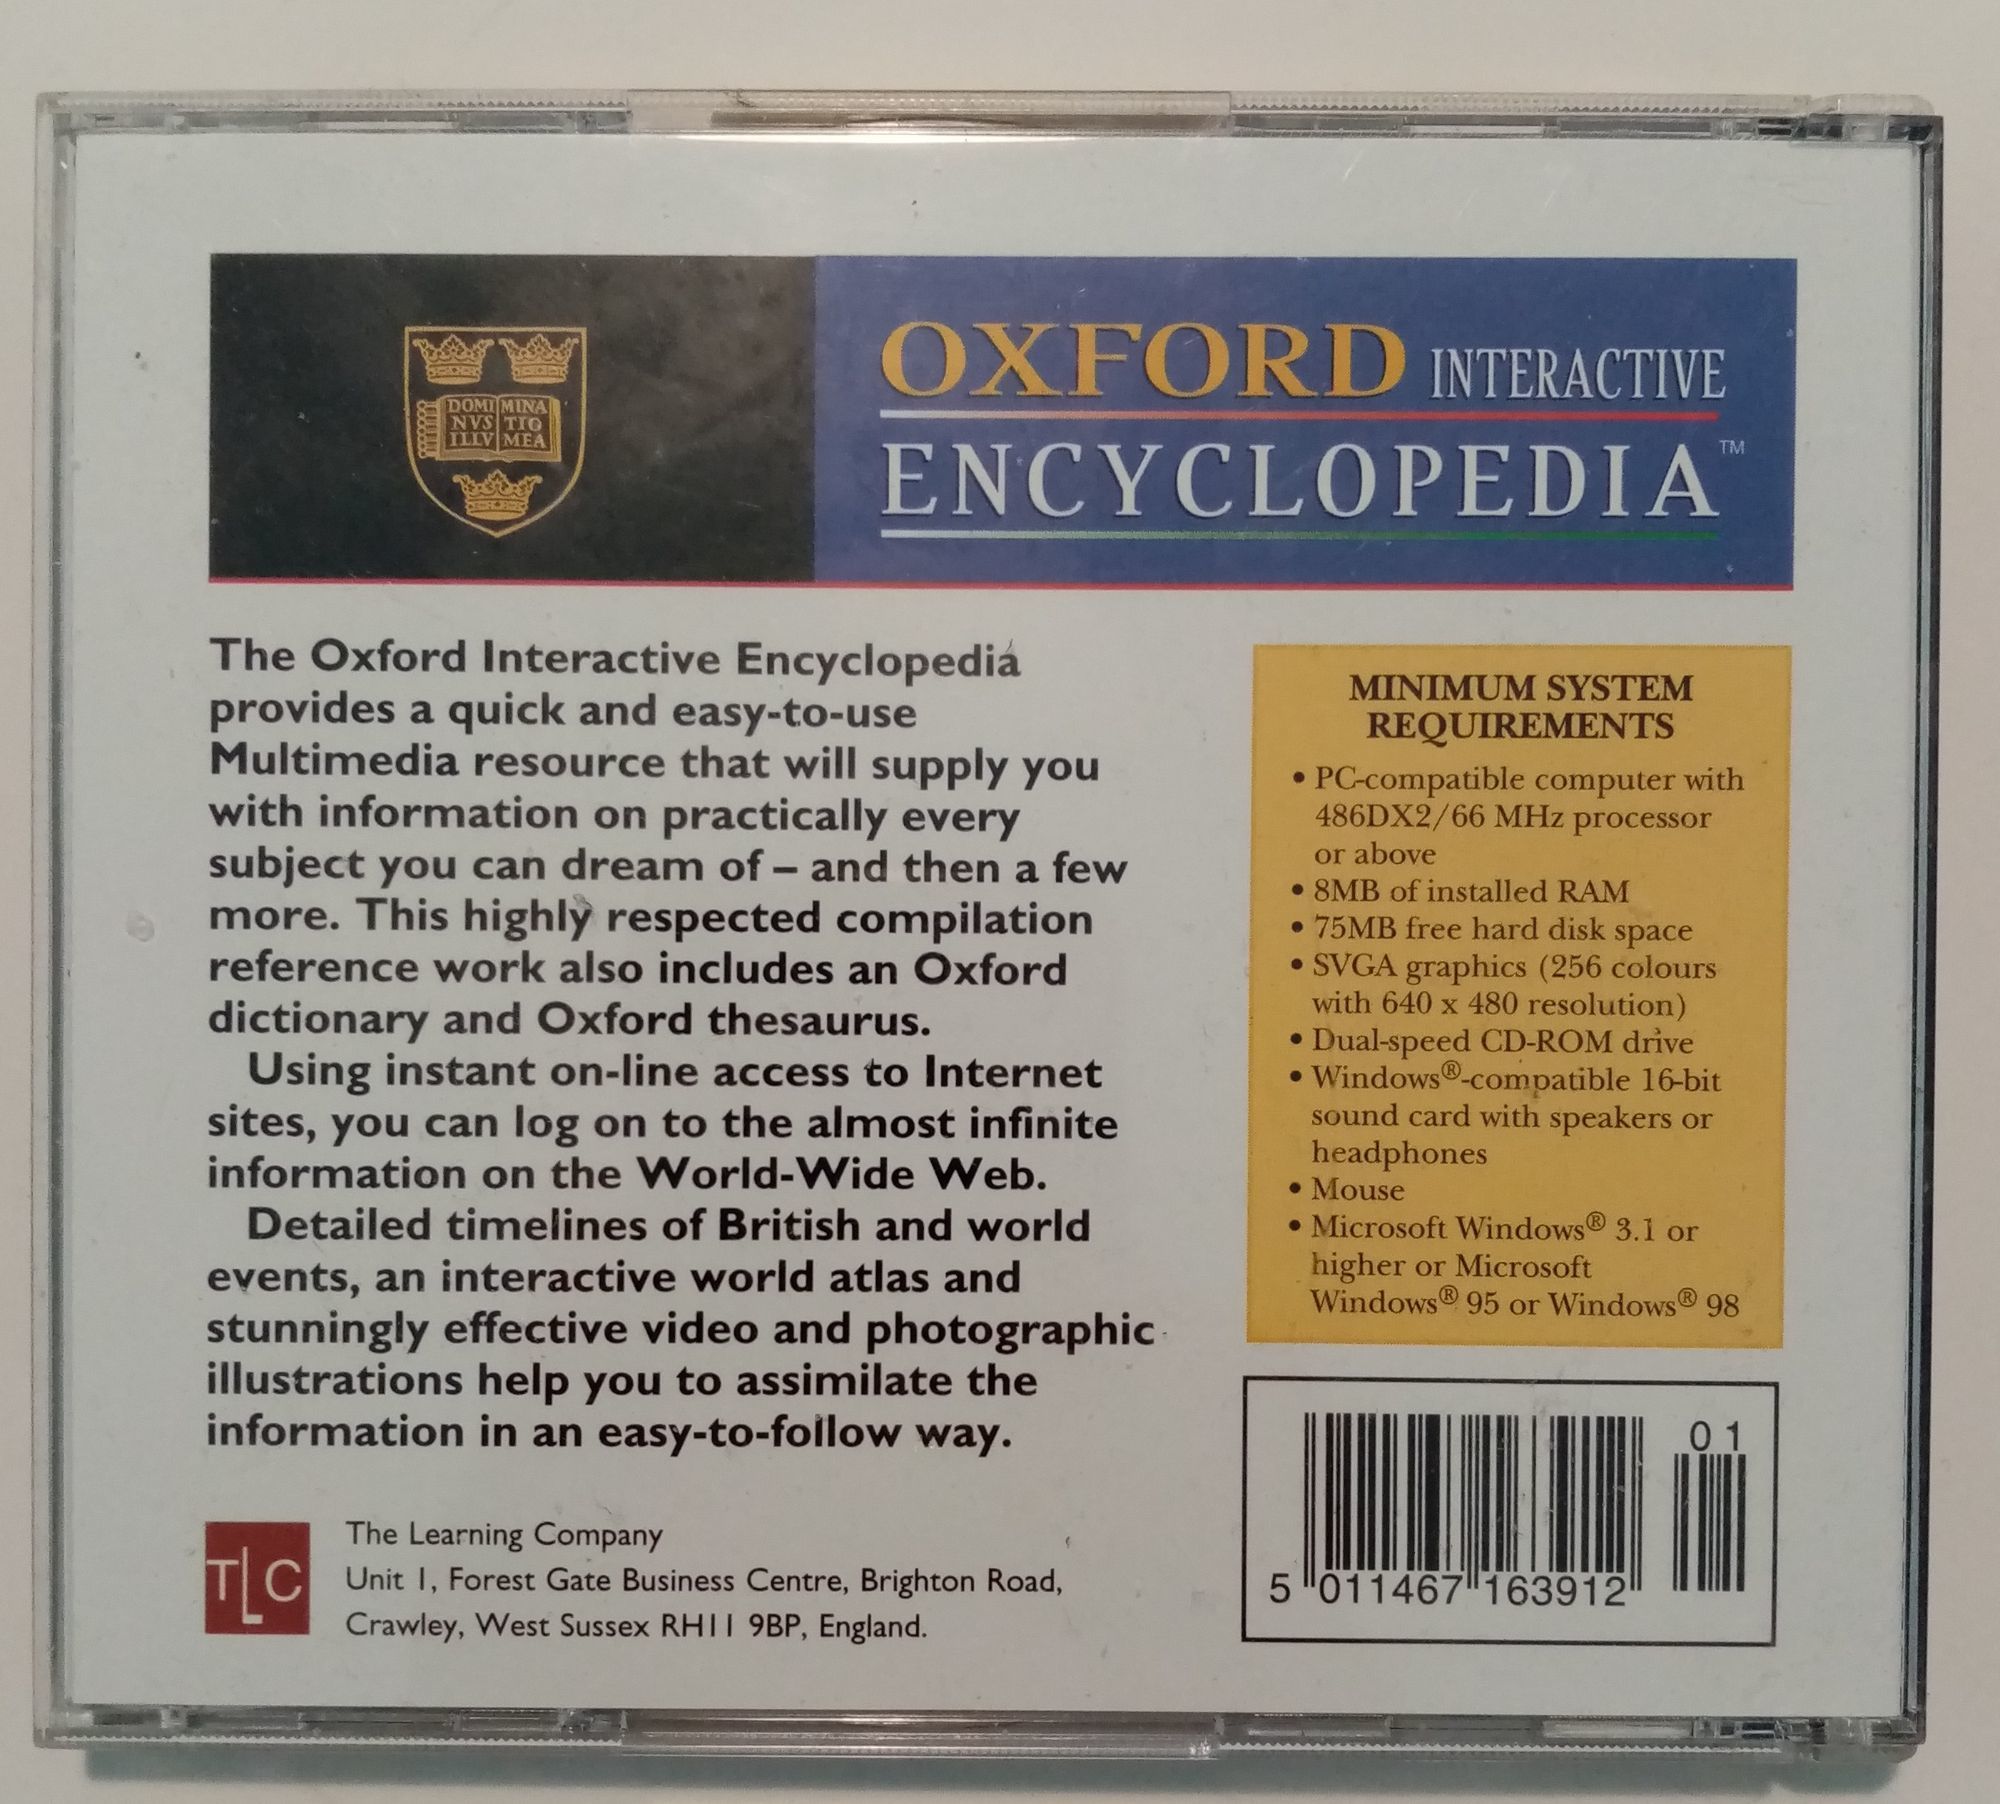 DOMI MINA
NVS TIO
ILLV MEA
OXFORD INTERACTIVE
ENCYCLOPEDIA™
The Oxford Interactive Encyclopedia
provides a quick and easy-to-use
Multimedia resource that will supply you
with information on practically every
subject you can dream of – and then a few
more. This highly respected compilation
reference work also includes an Oxford
dictionary and Oxford thesaurus.
Using instant on-line access to Internet
sites, you can log on to the almost infinite
information on the World-Wide Web.
Detailed timelines of British and world
events, an interactive world atlas and
stunningly effective video and photographic
illustrations help you to assimilate the
information in an easy-to-follow way.
MINIMUM SYSTEM
REQUIREMENTS
• PC-compatible computer with
486DX2/66 MHz processor
or above
• 8MB of installed RAM
• 75MB free hard disk space
• SVGA graphics (256 colours
with 640 x 480 resolution)
• Dual-speed CD-ROM drive
• Windows®-compatible 16-bit
sound card with speakers or
headphones
• Mouse
• Microsoft Windows® 3.1 or
higher or Microsoft
Windows® 95 or Windows® 98
TLC
The Learning Company
Unit 1, Forest Gate Business Centre, Brighton Road,
Crawley, West Sussex RH11 9BP, England.
01
5 011467 163912